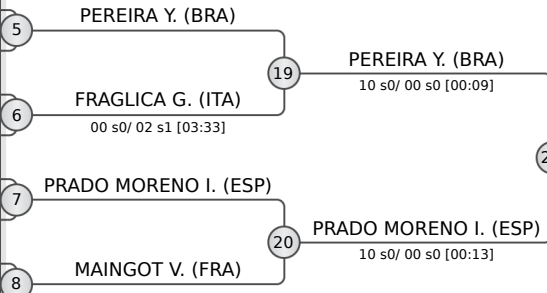 PEREIRA Y. (BRA)
5
19
PEREIRA Y. (BRA)
10 s0/ 00 s0 [00:09]
FRAGLICA G. (ITA)
6
00 s0/ 02 s1 [03:33]
PRADO MORENO I. (ESP)
7
20
PRADO MORENO I. (ESP)
10 s0/ 00 s0 [00:13]
MAINGOT V. (FRA)
8